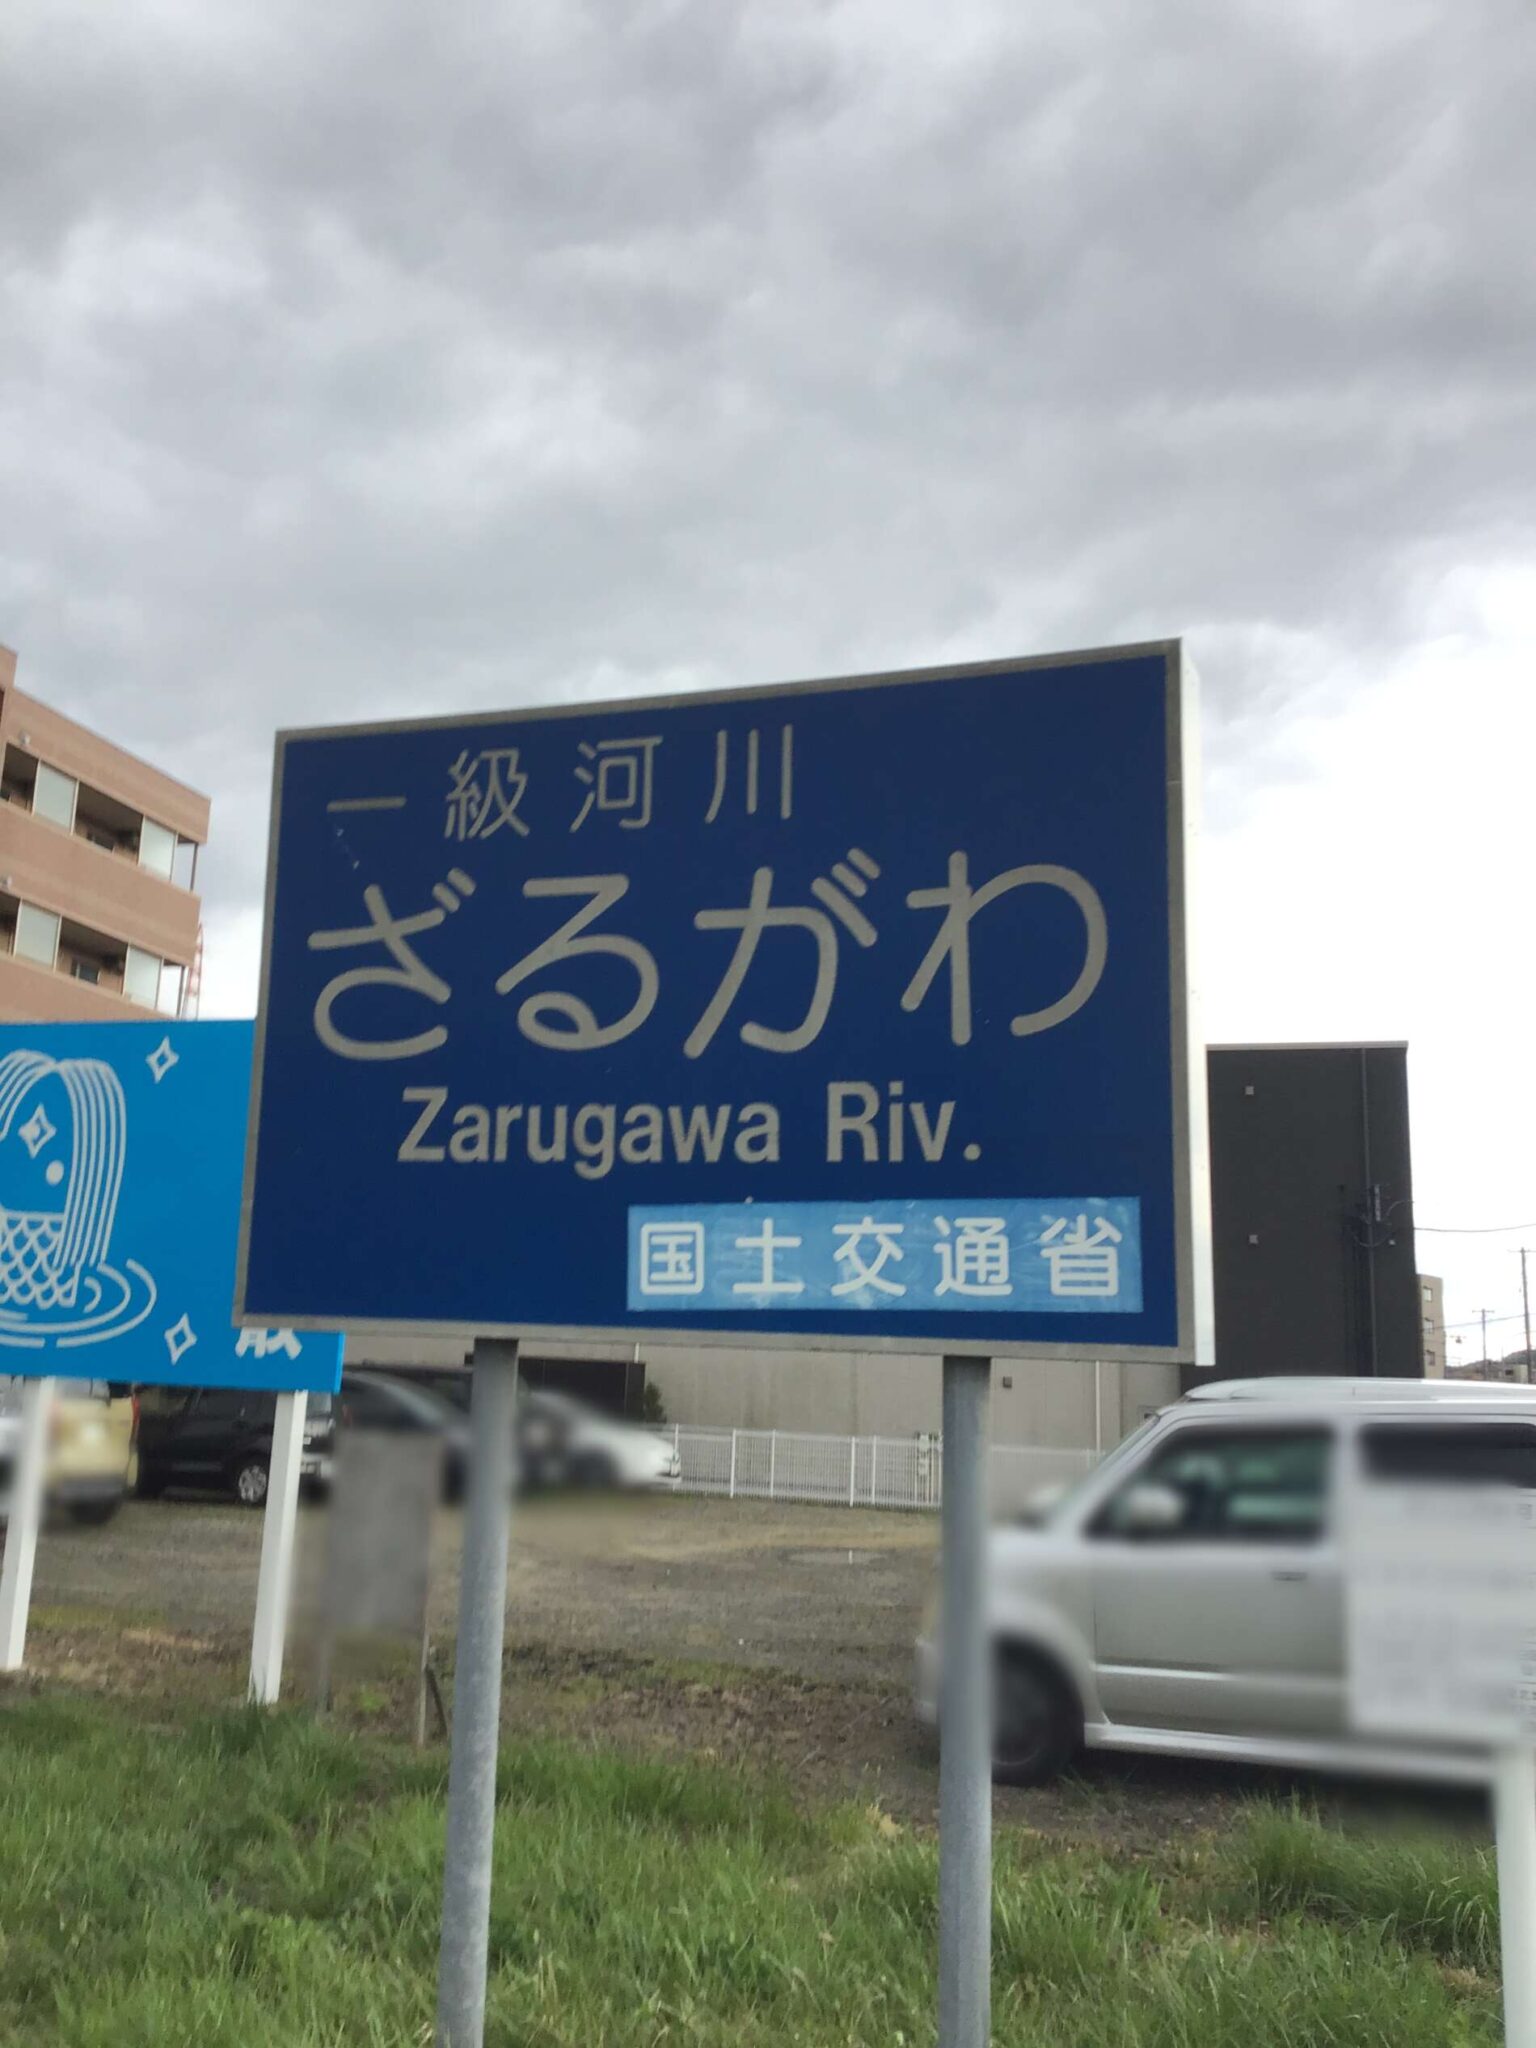 一級河川
ざるがわ
Zarugawa Riv.
国土交通省